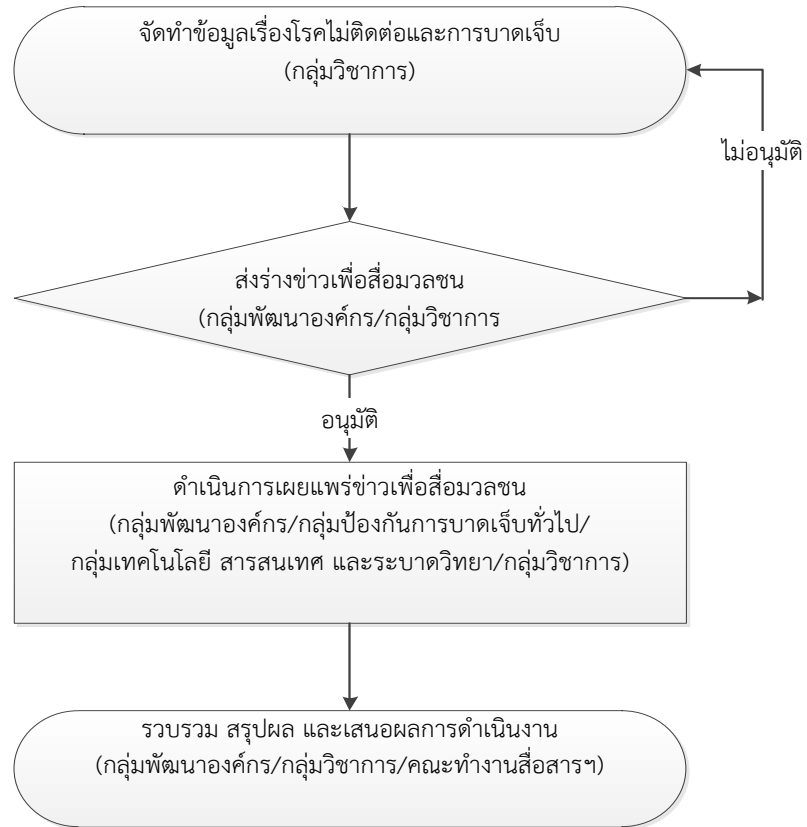 จัดทำข้อมูลเรื่องโรคไม่ติดต่อและการบาดเจ็บ
(กลุ่มวิชาการ)
ไม่อนุมัติ
ส่งร่างข่าวเพื่อสื่อมวลชน
(กลุ่มพัฒนาองค์กร/กลุ่มวิชาการ
อนุมัติ
ดำเนินการเผยแพร่ข่าวเพื่อสื่อมวลชน
(กลุ่มพัฒนาองค์กร/กลุ่มป้องกันการบาดเจ็บทั่วไป/
กลุ่มเทคโนโลยี สารสนเทศ และระบาดวิทยา/กลุ่มวิชาการ)
รวบรวม สรุปผล และเสนอผลการดำเนินงาน
(กลุ่มพัฒนาองค์กร/กลุ่มวิชาการ/คณะทำงานสื่อสารฯ)